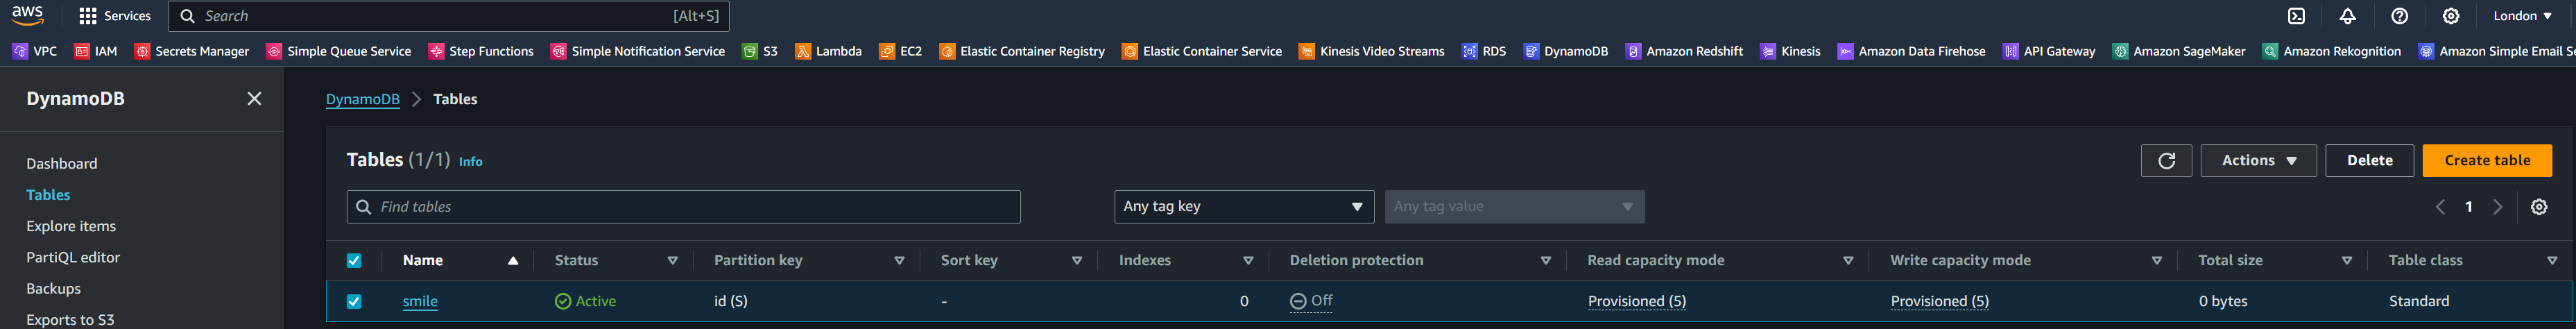 aws Services Search [Alt+S] London
VPC IAM Secrets Manager Simple Queue Service Step Functions Simple Notification Service S3 Lambda EC2 Elastic Container Registry Elastic Container Service Kinesis Video Streams RDS DynamoDB Amazon Redshift Kinesis Amazon Data Firehose API Gateway Amazon SageMaker Amazon Rekognition Amazon Simple Email Se
DynamoDB
Dashboard
Tables
Explore items
PartiQL editor
Backups
Exports to S3
DynamoDB Tables
Tables (1/1) Info Actions Delete Create table
Find tables Any tag key Any tag value 1
Name Status Partition key Sort key Indexes Deletion protection Read capacity mode Write capacity mode Total size Table class
smile Active id (S) - 0 Off Provisioned (5) Provisioned (5) 0 bytes Standard